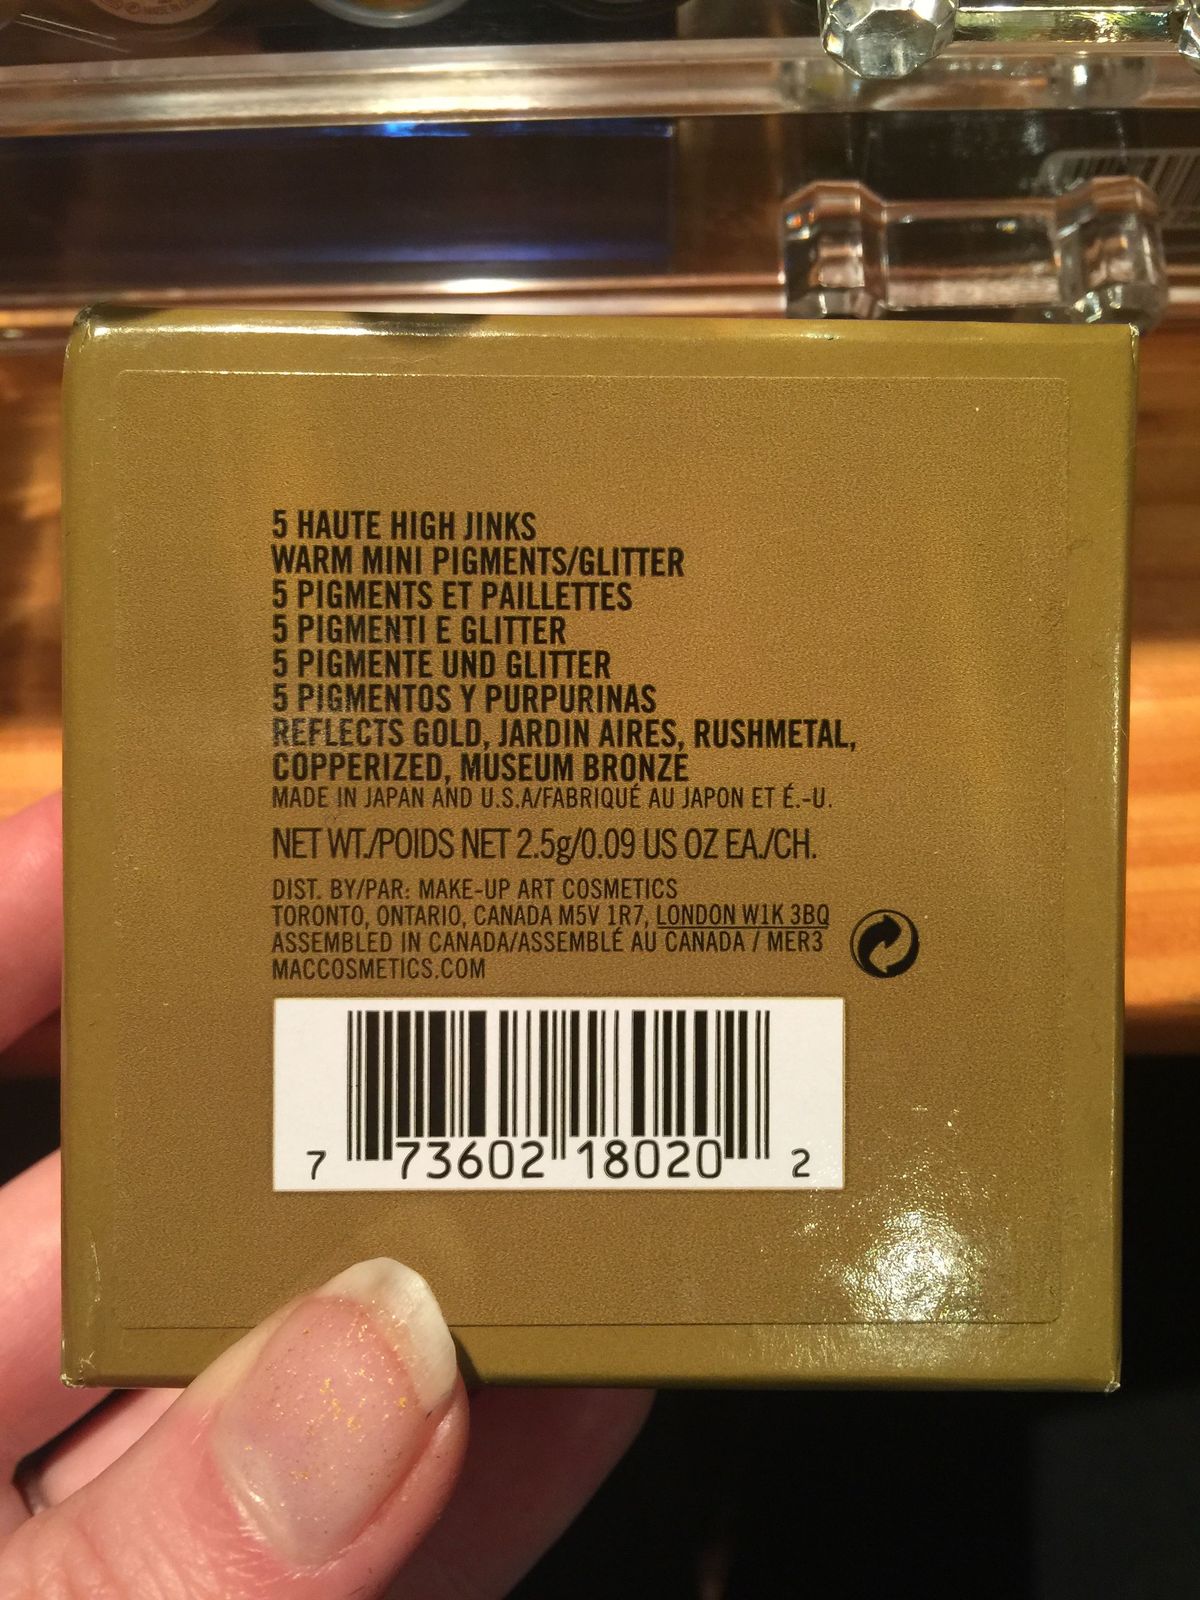 5 HAUTE HIGH JINKS
WARM MINI PIGMENTS/GLITTER
5 PIGMENTS ET PAILLETTES
5 PIGMENTI E GLITTER
5 PIGMENTE UND GLITTER
5 PIGMENTOS Y PURPURINAS
REFLECTS GOLD, JARDIN AIRES, RUSHMETAL,
COPPERIZED, MUSEUM BRONZE
MADE IN JAPAN AND U.S.A/FABRIQUÉ AU JAPON ET É.-U.
NET WT./POIDS NET 2.5g/0.09 US OZ EA./CH.
DIST. BY/PAR: MAKE-UP ART COSMETICS
TORONTO, ONTARIO, CANADA M5V 1R7, LONDON W1K 3BQ
ASSEMBLED IN CANADA/ASSEMBLÉ AU CANADA / MER3
MACCOSMETICS.COM
7 73602 18020 2